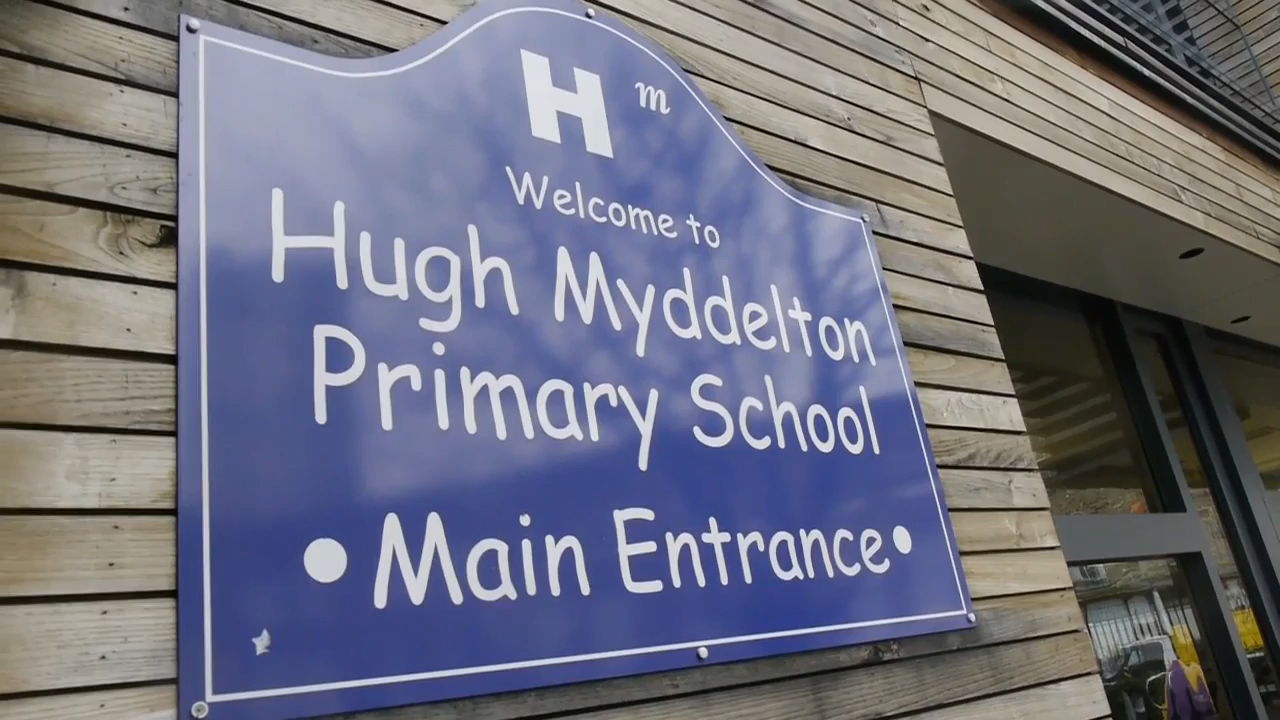 H m
Welcome to
Hugh Myddelton
Primary School
• Main Entrance •